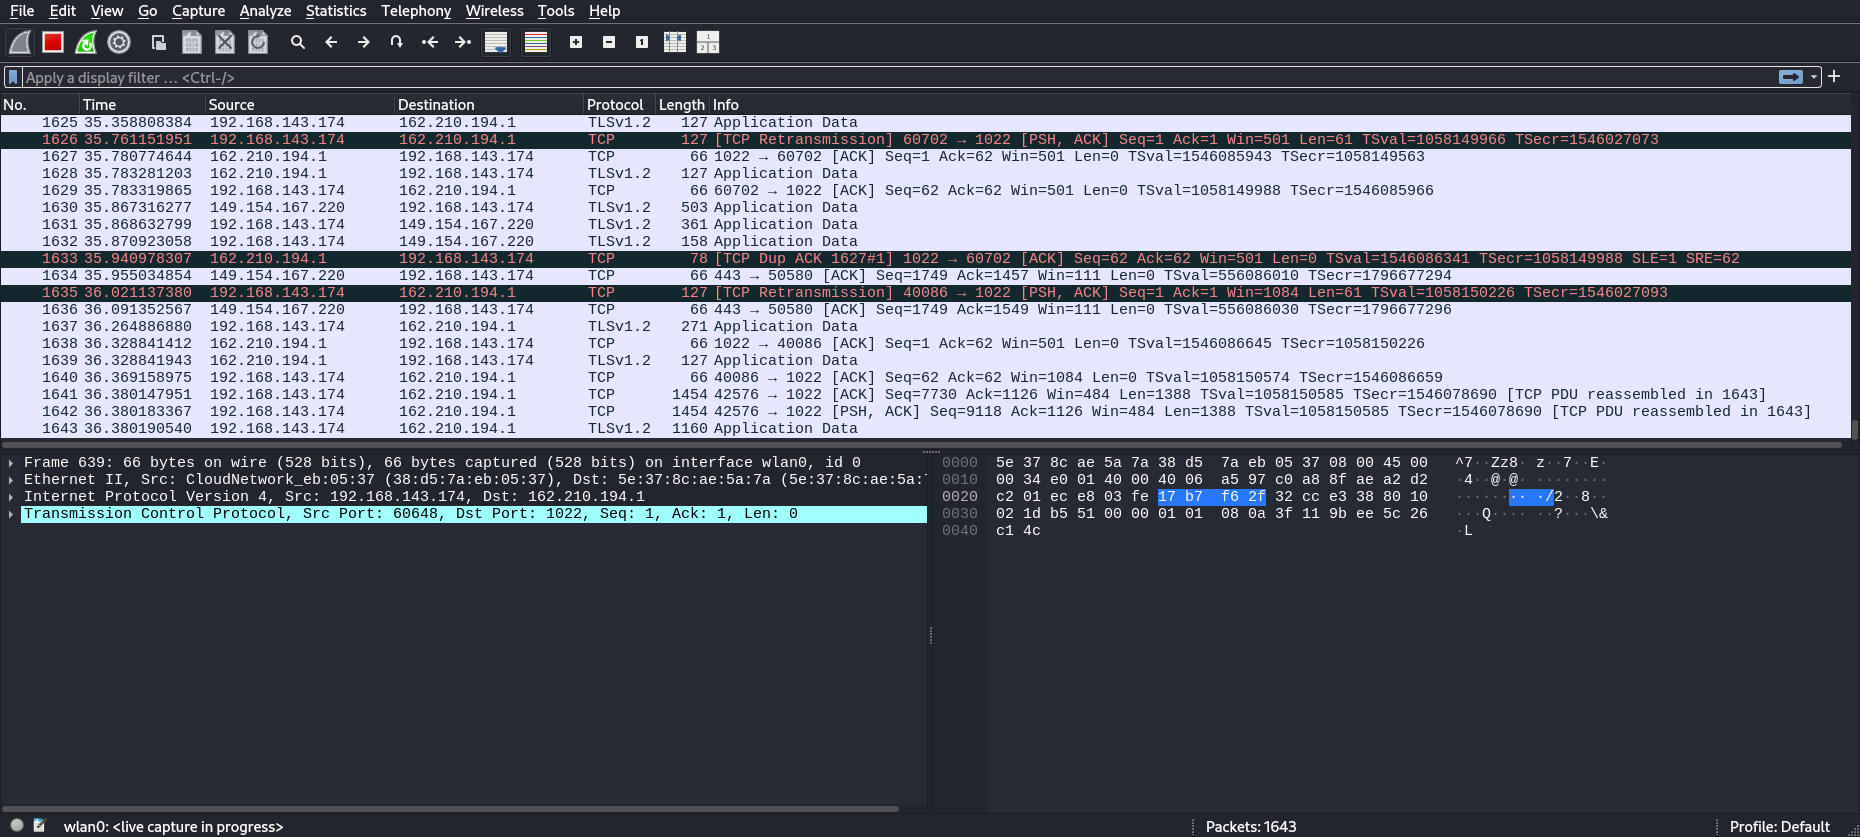 File Edit View Go Capture Analyze Statistics Telephony Wireless Tools Help
Apply a display filter … <Ctrl-/>
No. Time Source Destination Protocol Length Info
1625 35.358808384 192.168.143.174 162.210.194.1 TLSv1.2 127 Application Data
1626 35.761151951 192.168.143.174 162.210.194.1 TCP 127 [TCP Retransmission] 60702 → 1022 [PSH, ACK] Seq=1 Ack=1 Win=501 Len=61 TSval=1058149966 TSecr=1546027073
1627 35.780774644 162.210.194.1 192.168.143.174 TCP 66 1022 → 60702 [ACK] Seq=1 Ack=62 Win=501 Len=0 TSval=1546085943 TSecr=1058149563
1628 35.783281203 162.210.194.1 192.168.143.174 TLSv1.2 127 Application Data
1629 35.783319865 192.168.143.174 162.210.194.1 TCP 66 60702 → 1022 [ACK] Seq=62 Ack=62 Win=501 Len=0 TSval=1058149988 TSecr=1546085966
1630 35.867316277 149.154.167.220 192.168.143.174 TLSv1.2 503 Application Data
1631 35.868632799 192.168.143.174 149.154.167.220 TLSv1.2 361 Application Data
1632 35.870923058 192.168.143.174 149.154.167.220 TLSv1.2 158 Application Data
1633 35.940978307 162.210.194.1 192.168.143.174 TCP 78 [TCP Dup ACK 1627#1] 1022 → 60702 [ACK] Seq=62 Ack=62 Win=501 Len=0 TSval=1546086341 TSecr=1058149988 SLE=1 SRE=62
1634 35.955034854 149.154.167.220 192.168.143.174 TCP 66 443 → 50580 [ACK] Seq=1749 Ack=1457 Win=111 Len=0 TSval=556086010 TSecr=1796677294
1635 36.021137380 192.168.143.174 162.210.194.1 TCP 127 [TCP Retransmission] 40086 → 1022 [PSH, ACK] Seq=1 Ack=1 Win=1084 Len=61 TSval=1058150226 TSecr=1546027093
1636 36.091352567 149.154.167.220 192.168.143.174 TCP 66 443 → 50580 [ACK] Seq=1749 Ack=1549 Win=111 Len=0 TSval=556086030 TSecr=1796677296
1637 36.264886880 192.168.143.174 162.210.194.1 TLSv1.2 271 Application Data
1638 36.328841412 162.210.194.1 192.168.143.174 TCP 66 1022 → 40086 [ACK] Seq=1 Ack=62 Win=501 Len=0 TSval=1546086645 TSecr=1058150226
1639 36.328841943 162.210.194.1 192.168.143.174 TLSv1.2 127 Application Data
1640 36.369158975 192.168.143.174 162.210.194.1 TCP 66 40086 → 1022 [ACK] Seq=62 Ack=62 Win=1084 Len=0 TSval=1058150574 TSecr=1546086659
1641 36.380147951 192.168.143.174 162.210.194.1 TCP 1454 42576 → 1022 [ACK] Seq=7730 Ack=1126 Win=484 Len=1388 TSval=1058150585 TSecr=1546078690 [TCP PDU reassembled in 1643]
1642 36.380183367 192.168.143.174 162.210.194.1 TCP 1454 42576 → 1022 [PSH, ACK] Seq=9118 Ack=1126 Win=484 Len=1388 TSval=1058150585 TSecr=1546078690 [TCP PDU reassembled in 1643]
1643 36.380190540 192.168.143.174 162.210.194.1 TLSv1.2 1160 Application Data
Frame 639: 66 bytes on wire (528 bits), 66 bytes captured (528 bits) on interface wlan0, id 0
Ethernet II, Src: CloudNetwork_eb:05:37 (38:d5:7a:eb:05:37), Dst: 5e:37:8c:ae:5a:7a (5e:37:8c:ae:5a:
Internet Protocol Version 4, Src: 192.168.143.174, Dst: 162.210.194.1
Transmission Control Protocol, Src Port: 60648, Dst Port: 1022, Seq: 1, Ack: 1, Len: 0
0000 5e 37 8c ae 5a 7a 38 d5 7a eb 05 37 08 00 45 00 ^7··Zz8· z··7··E·
0010 00 34 e0 01 40 00 40 06 a5 97 c0 a8 8f ae a2 d2 ·4··@·@· ········
0020 c2 01 ec e8 03 fe 17 b7 f6 2f 32 cc e3 38 80 10 ········ ·/2··8··
0030 02 1d b5 51 00 00 01 01 08 0a 3f 11 9b ee 5c 26 ···Q···· ··?···\&
0040 c1 4c ·L
wlan0: <live capture in progress>
Packets: 1643
Profile: Default